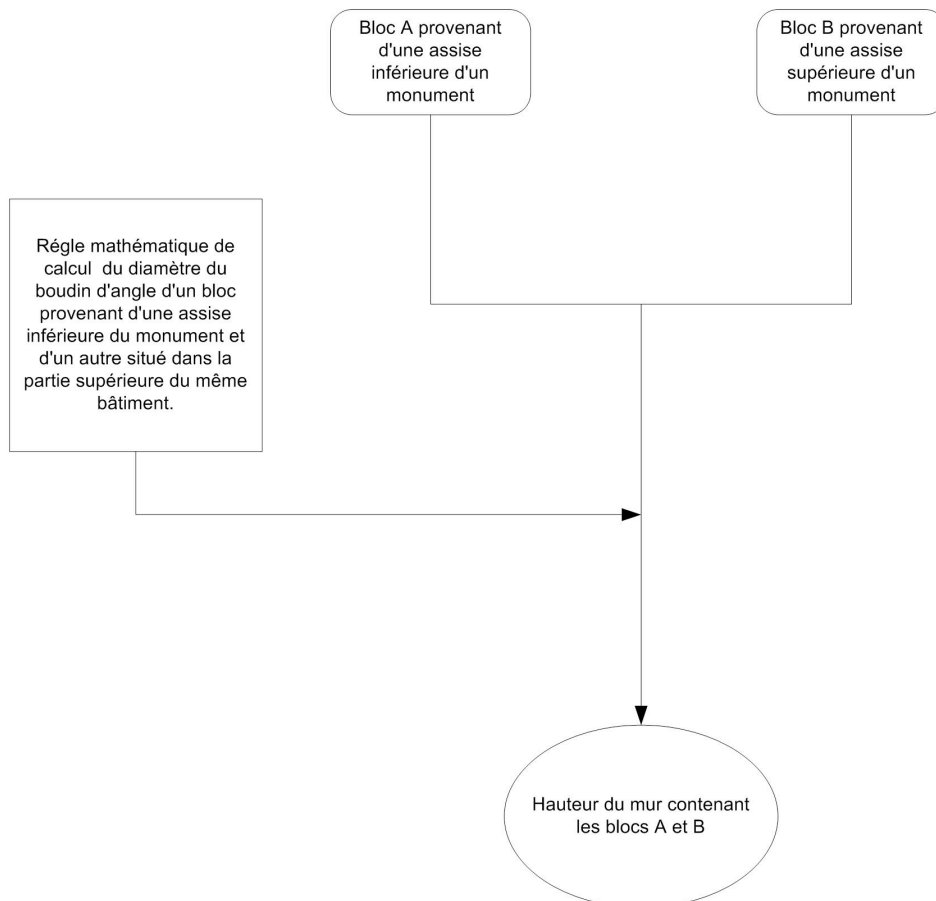 Bloc A provenant
d'une assise
inférieure d'un
monument
Bloc B provenant
d'une assise
supérieure d'un
monument
Régle mathématique de
calcul  du diamètre du
boudin d'angle d'un bloc
provenant d'une assise
inférieure du monument et
d'un autre situé dans la
partie supérieure du même
bâtiment.
Hauteur du mur contenant
les blocs A et B